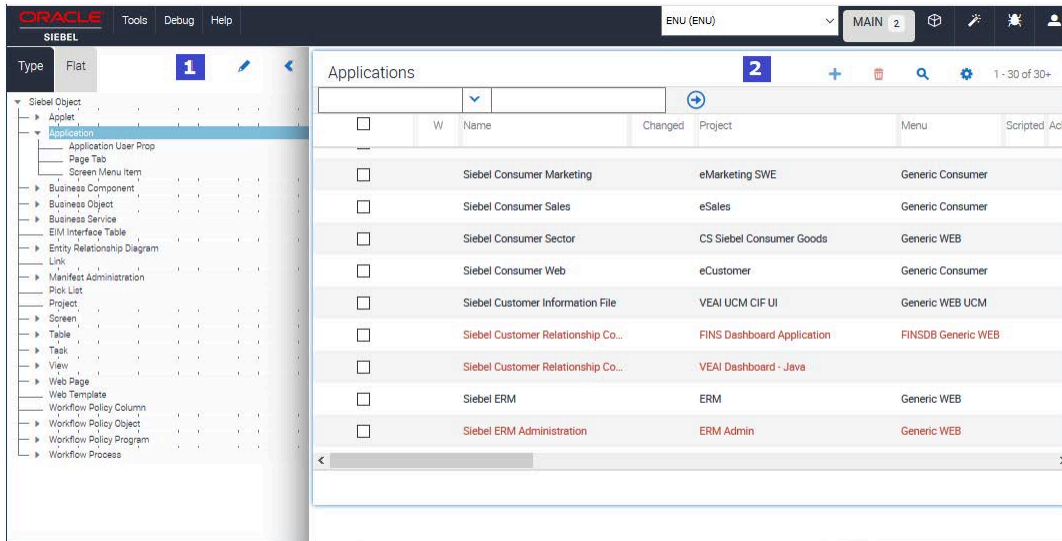 ORACLE
SIEBEL
Tools Debug Help
ENU (ENU)
MAIN 2
Type Flat
1
Siebel Object
Applet
Application
Application User Prop
Page Tab
Screen Menu Item
Business Component
Business Object
Business Service
EIM Interface Table
Entity Relationship Diagram
Link
Manifest Administration
Pick List
Project
Screen
Table
Task
View
Web Page
Web Template
Workflow Policy Column
Workflow Policy Object
Workflow Policy Program
Workflow Process
Applications
2
1 - 30 of 30+
W Name Changed Project Menu Scripted Act
Siebel Consumer Marketing eMarketing SWE Generic Consumer
Siebel Consumer Sales eSales Generic Consumer
Siebel Consumer Sector CS Siebel Consumer Goods Generic WEB
Siebel Consumer Web eCustomer Generic Consumer
Siebel Customer Information File VEAI UCM CIF UI Generic WEB UCM
Siebel Customer Relationship Co... FINS Dashboard Application FINSDB Generic WEB
Siebel Customer Relationship Co... VEAI Dashboard - Java
Siebel ERM ERM Generic WEB
Siebel ERM Administration ERM Admin Generic WEB